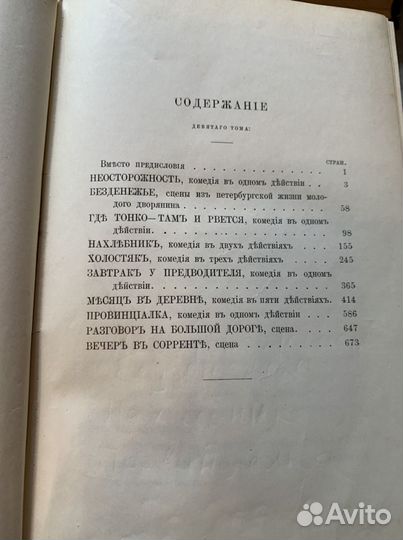 СОДЕРЖАНІЕ
ДЕВЯТАГО ТОМА:
СТРАН.
Вмѣсто предисловія . . . . . . . . . . . . 1
НЕОСТОРОЖНОСТЬ, комедія въ одномъ дѣйствіи . . 3
БЕЗДЕНЕЖЬЕ, сцены изъ петербургской жизни моло-
дого дворянина . . . . . . . . . . . 58
ГДѢ ТОНКО—ТАМЪ И РВЕТСЯ, комедія въ одномъ
дѣйствіи. . . . . . . . . . . . . . 98
НАХЛѢБНИКЪ, комедія въ двухъ дѣйствіяхъ . . . 155
ХОЛОСТЯКЪ, комедія въ трехъ дѣйствіяхъ . . . . 245
ЗАВТРАКЪ У ПРЕДВОДИТЕЛЯ, комедія въ одномъ
дѣйствіи. . . . . . . . . . . . . . 365
МѢСЯЦЪ ВЪ ДЕРЕВНѢ, комедія въ пяти дѣйствіяхъ. 414
ПРОВИНЦІАЛКА, комедія въ одномъ дѣйствіи . . . 586
РАЗГОВОРЪ НА БОЛЬШОЙ ДОРОГѢ, сцена . . . . 647
ВЕЧЕРЪ ВЪ СОРРЕНТѢ, сцена . . . . . . . . 673
Avito